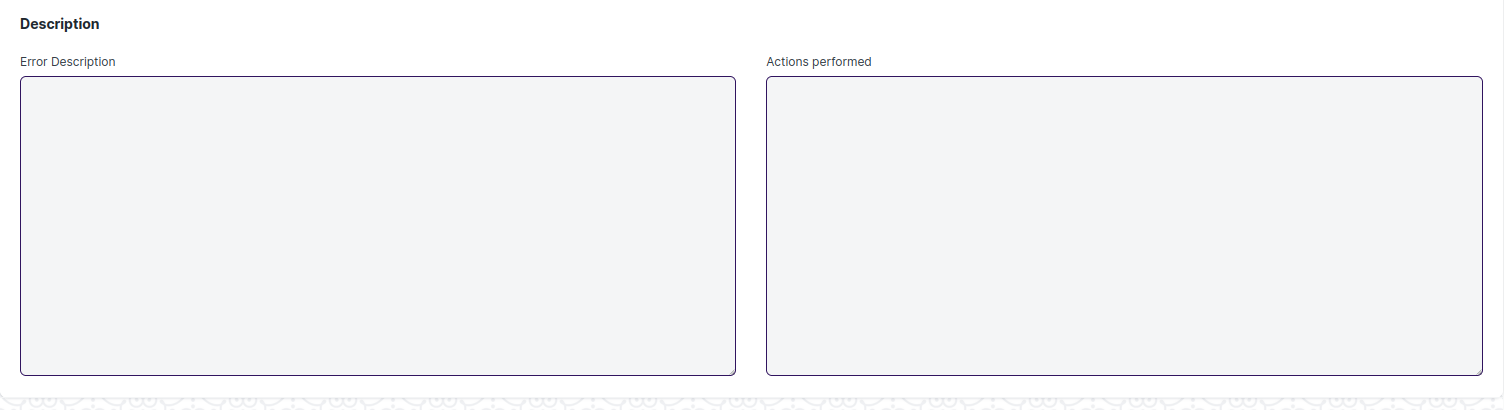 Description
Error Description
Actions performed